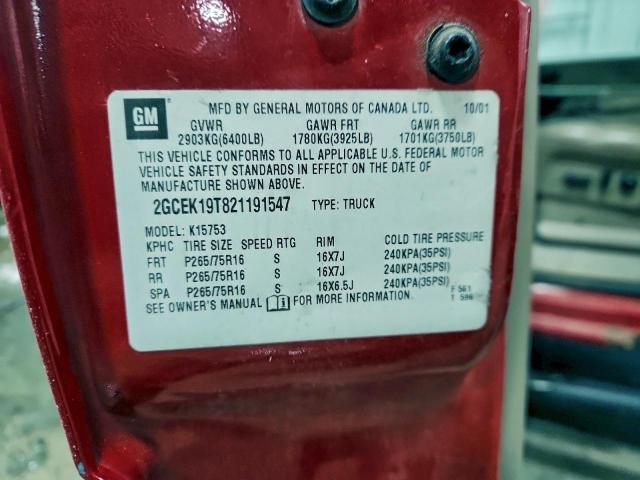 GM
MFD BY GENERAL MOTORS OF CANADA LTD. 10/01
GVWR GAWR FRT GAWR RR
2903KG(6400LB) 1780KG(3925LB) 1701KG(3750LB)
THIS VEHICLE CONFORMS TO ALL APPLICABLE U.S. FEDERAL MOTOR
VEHICLE SAFETY STANDARDS IN EFFECT ON THE DATE OF
MANUFACTURE SHOWN ABOVE.
2GCEK19T821191547 TYPE: TRUCK
MODEL: K15753
KPHC TIRE SIZE SPEED RTG RIM COLD TIRE PRESSURE
FRT P265/75R16 S 16X7J 240KPA(35PSI)
RR P265/75R16 S 16X7J 240KPA(35PSI)
SPA P265/75R16 S 16X6.5J 240KPA(35PSI)
SEE OWNER'S MANUAL FOR MORE INFORMATION.
F 561
T 596